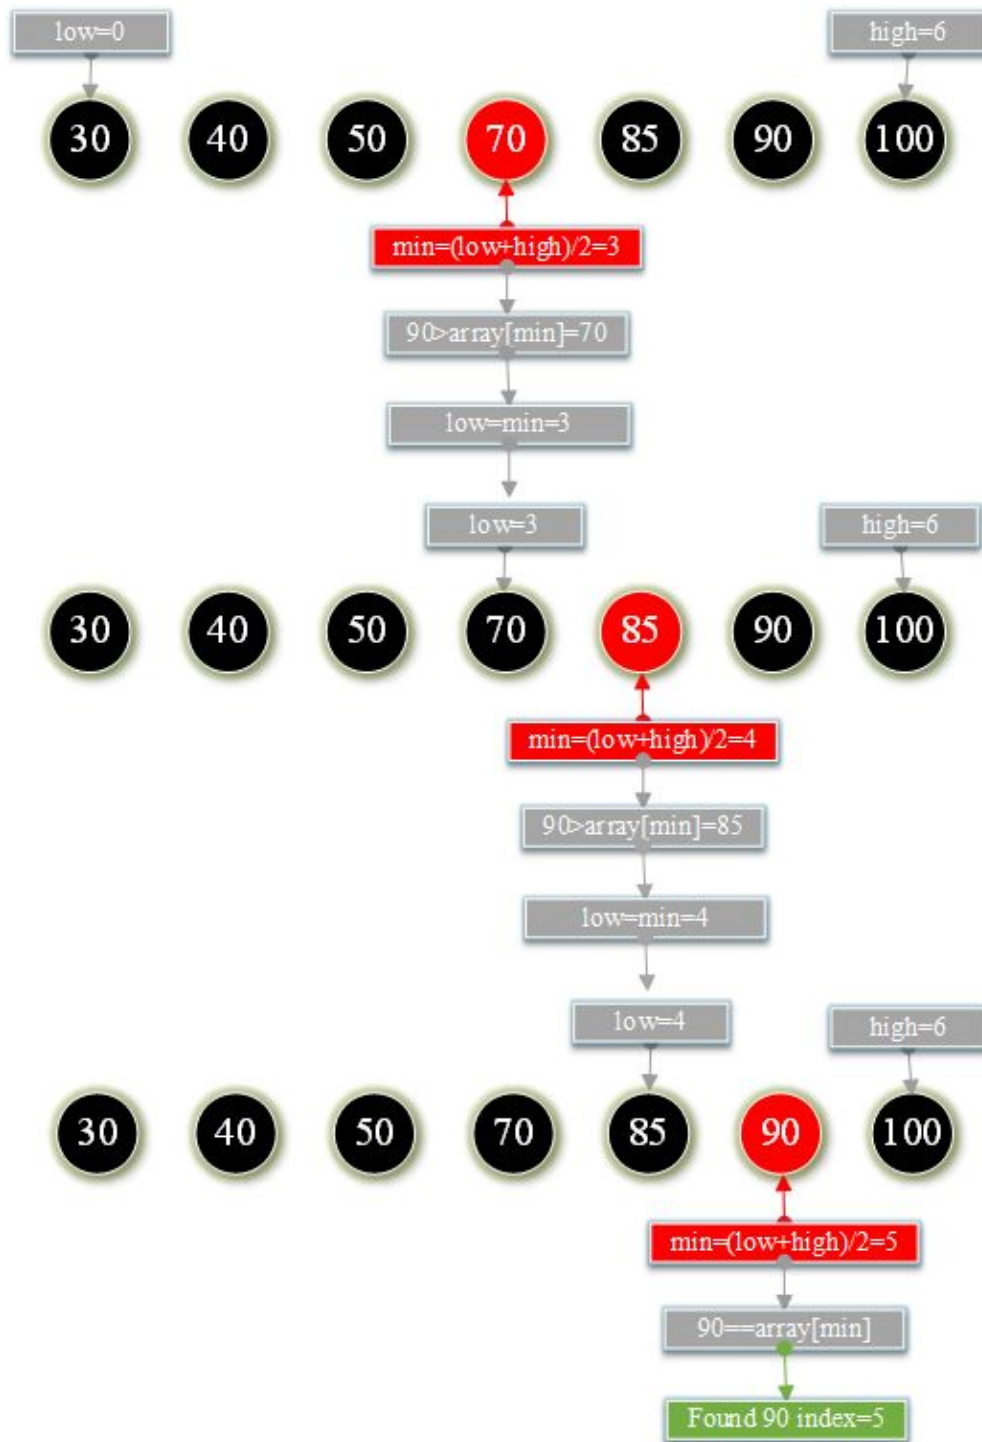 low=0 high=6
30 40 50 70 85 90 100
min=(low+high)/2=3
90>array[min]=70
low=min=3
low=3 high=6
30 40 50 70 85 90 100
min=(low+high)/2=4
90>array[min]=85
low=min=4
low=4 high=6
30 40 50 70 85 90 100
min=(low+high)/2=5
90==array[min]
Found 90 index=5